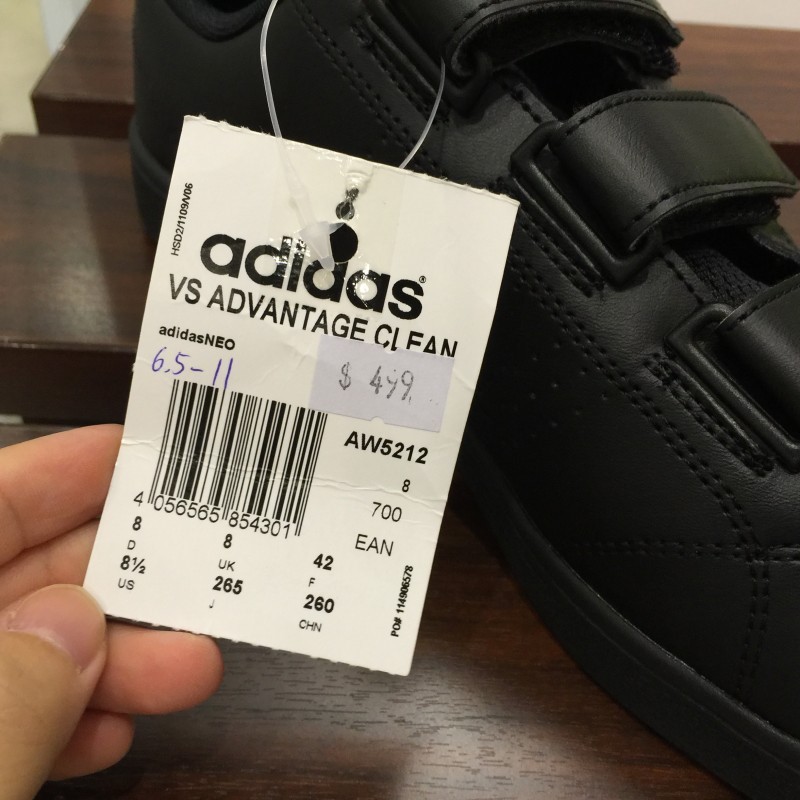 HSD2/1109/V06
adidas®
VS ADVANTAGE CLEAN
adidasNEO
6.5-11
$ 499.
AW5212
8
700
EAN
4 056565 854301
8 8 42
D UK F
8½ 265 260
US J CHN
PO# 114906578